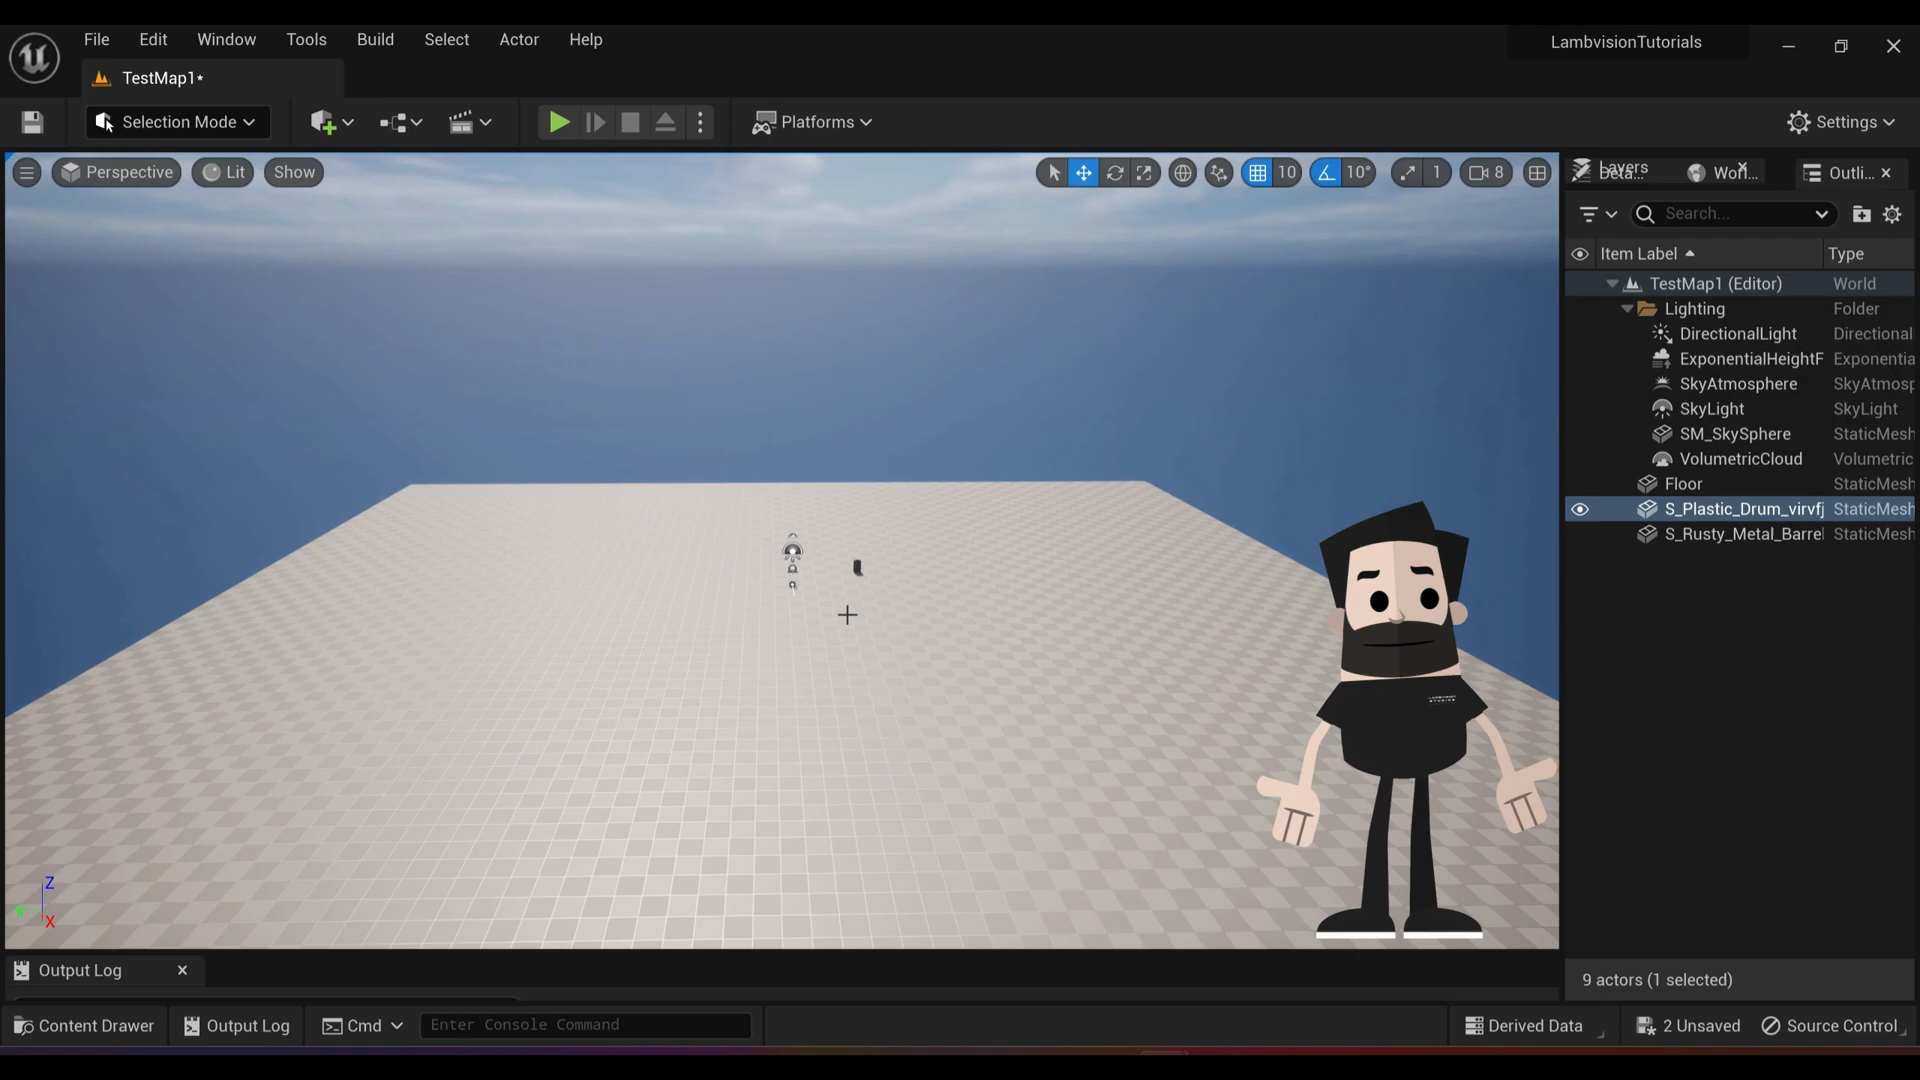 File Edit Window Tools Build Select Actor Help
LambvisionTutorials
TestMap1*
Selection Mode
Platforms
Settings
Perspective Lit Show
10 10° 1 8
Layers
Deta... Worl... Outli...
Search...
Item Label Type
TestMap1 (Editor) World
Lighting Folder
DirectionalLight Directional
ExponentialHeightF Exponentia
SkyAtmosphere SkyAtmosp
SkyLight SkyLight
SM_SkySphere StaticMesh
VolumetricCloud Volumetric
Floor StaticMesh
S_Plastic_Drum_virvfj StaticMesh
S_Rusty_Metal_Barrel StaticMesh
Z
Y
X
Output Log
9 actors (1 selected)
Content Drawer Output Log Cmd Enter Console Command Derived Data 2 Unsaved Source Control